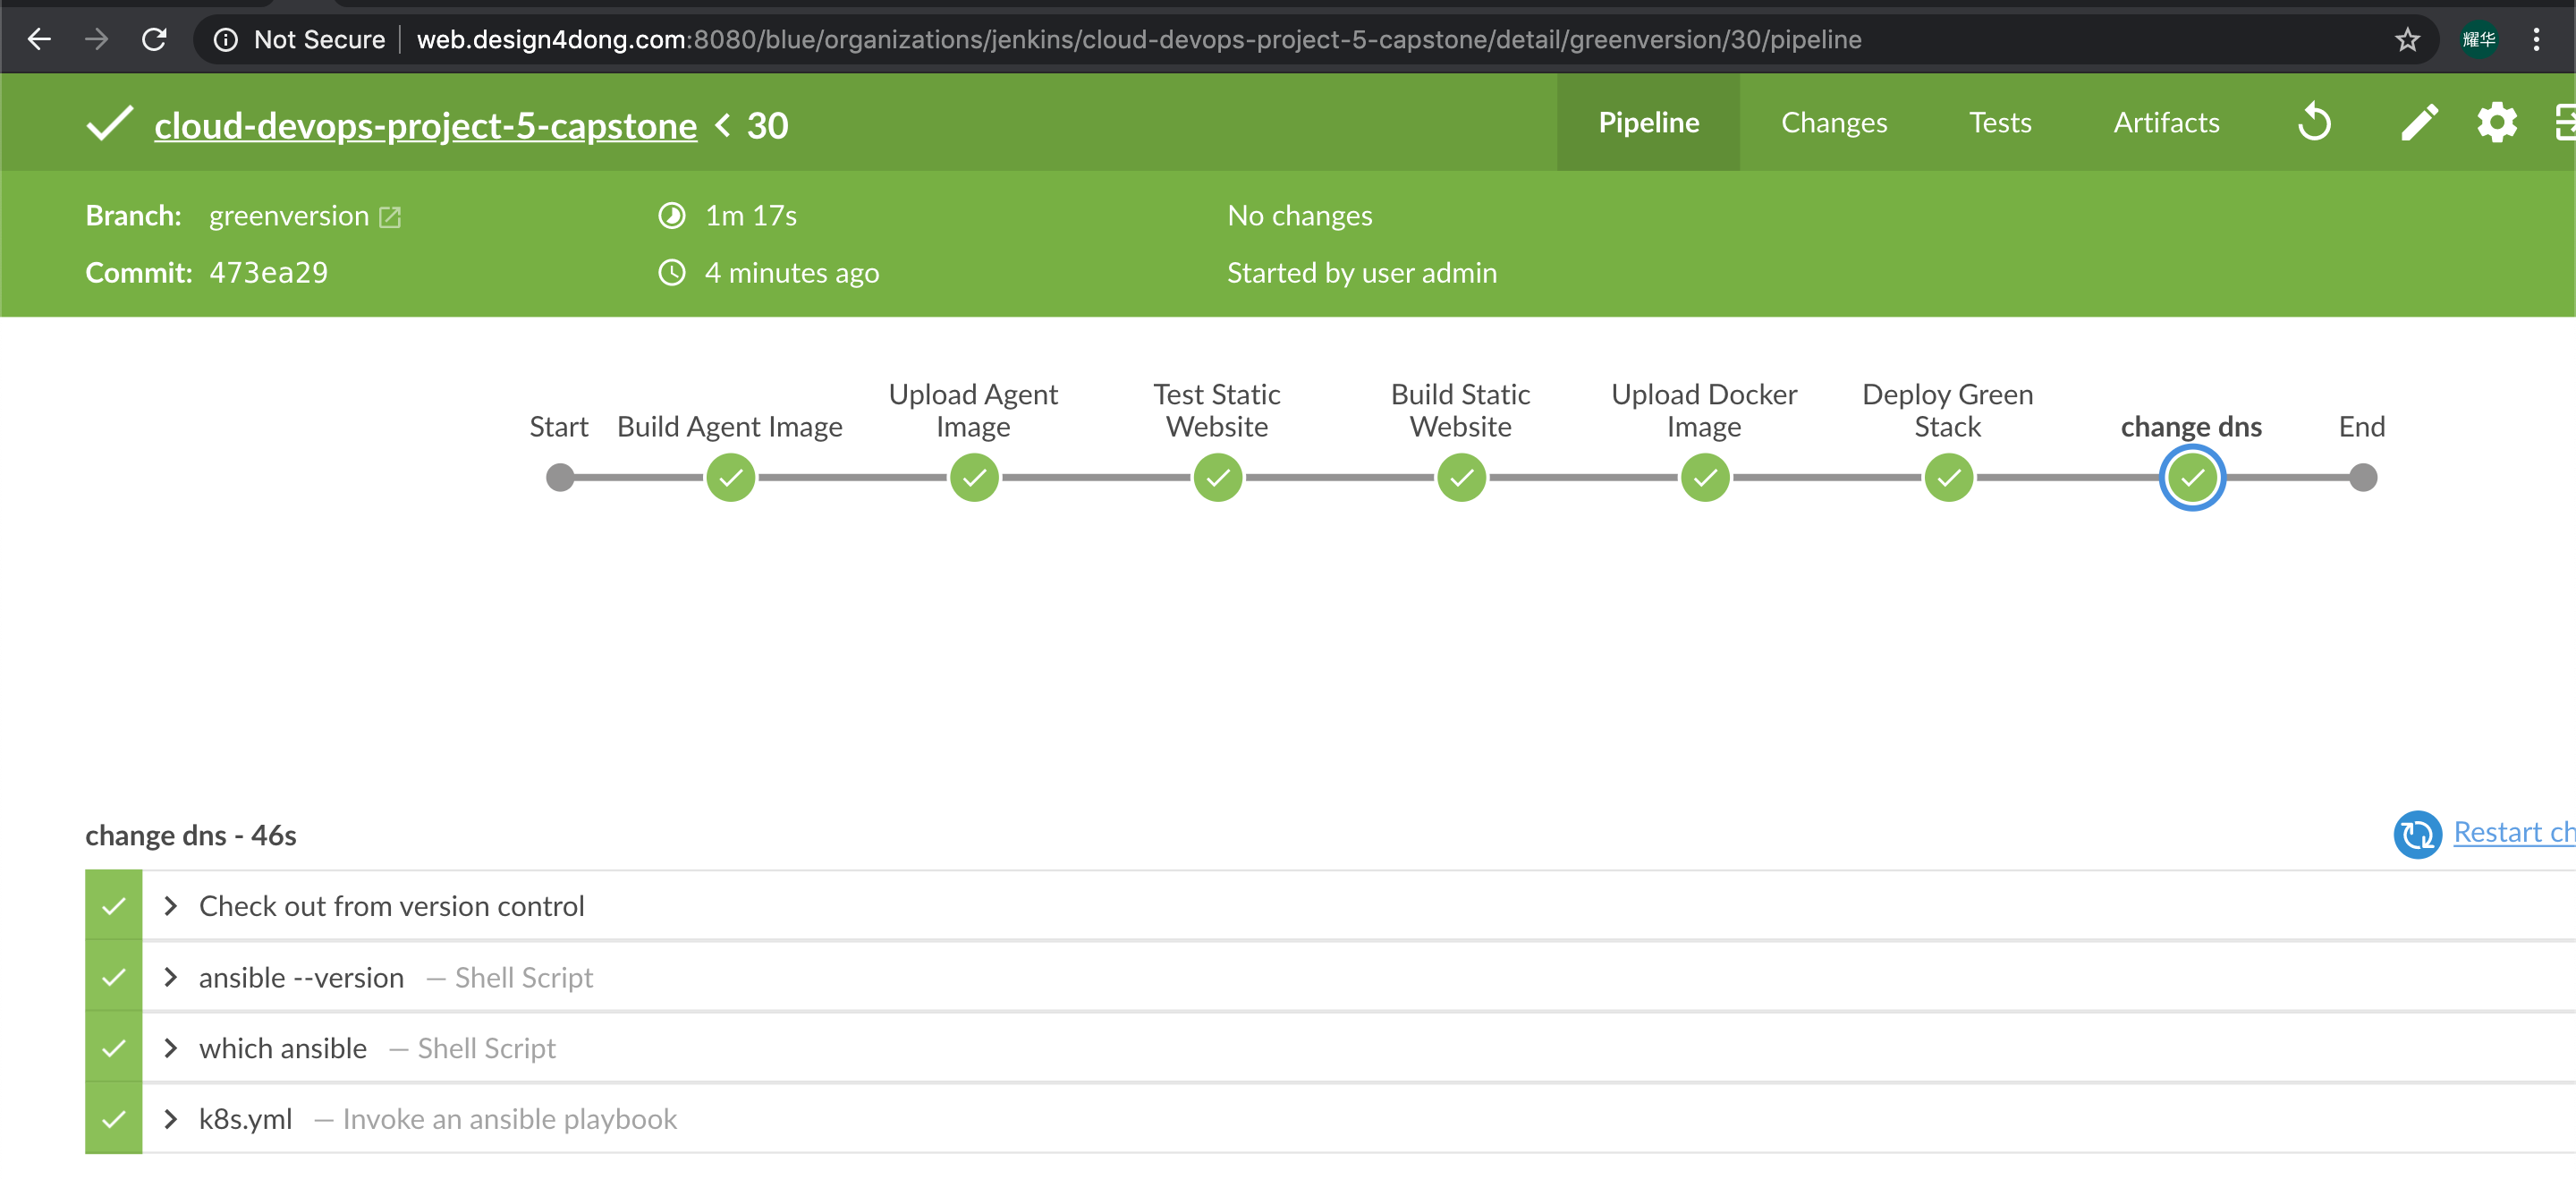 Not Secure web.design4dong.com:8080/blue/organizations/jenkins/cloud-devops-project-5-capstone/detail/greenversion/30/pipeline
耀华
cloud-devops-project-5-capstone < 30
Pipeline Changes Tests Artifacts
Branch: greenversion 1m 17s No changes
Commit: 473ea29 4 minutes ago Started by user admin
Start
Build Agent Image
Upload Agent
Image
Test Static
Website
Build Static
Website
Upload Docker
Image
Deploy Green
Stack
change dns
End
change dns - 46s
Restart ch
Check out from version control
ansible --version — Shell Script
which ansible — Shell Script
k8s.yml — Invoke an ansible playbook